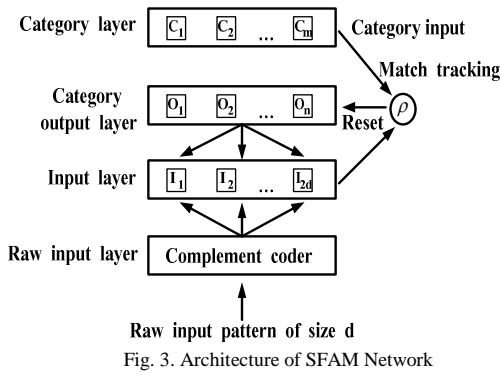 Category layer C1 C2 ... Cm Category input
Match tracking
Category output layer O1 O2 ... On Reset ρ
Input layer I1 I2 ... I2d
Raw input layer Complement coder
Raw input pattern of size d
Fig. 3. Architecture of SFAM Network